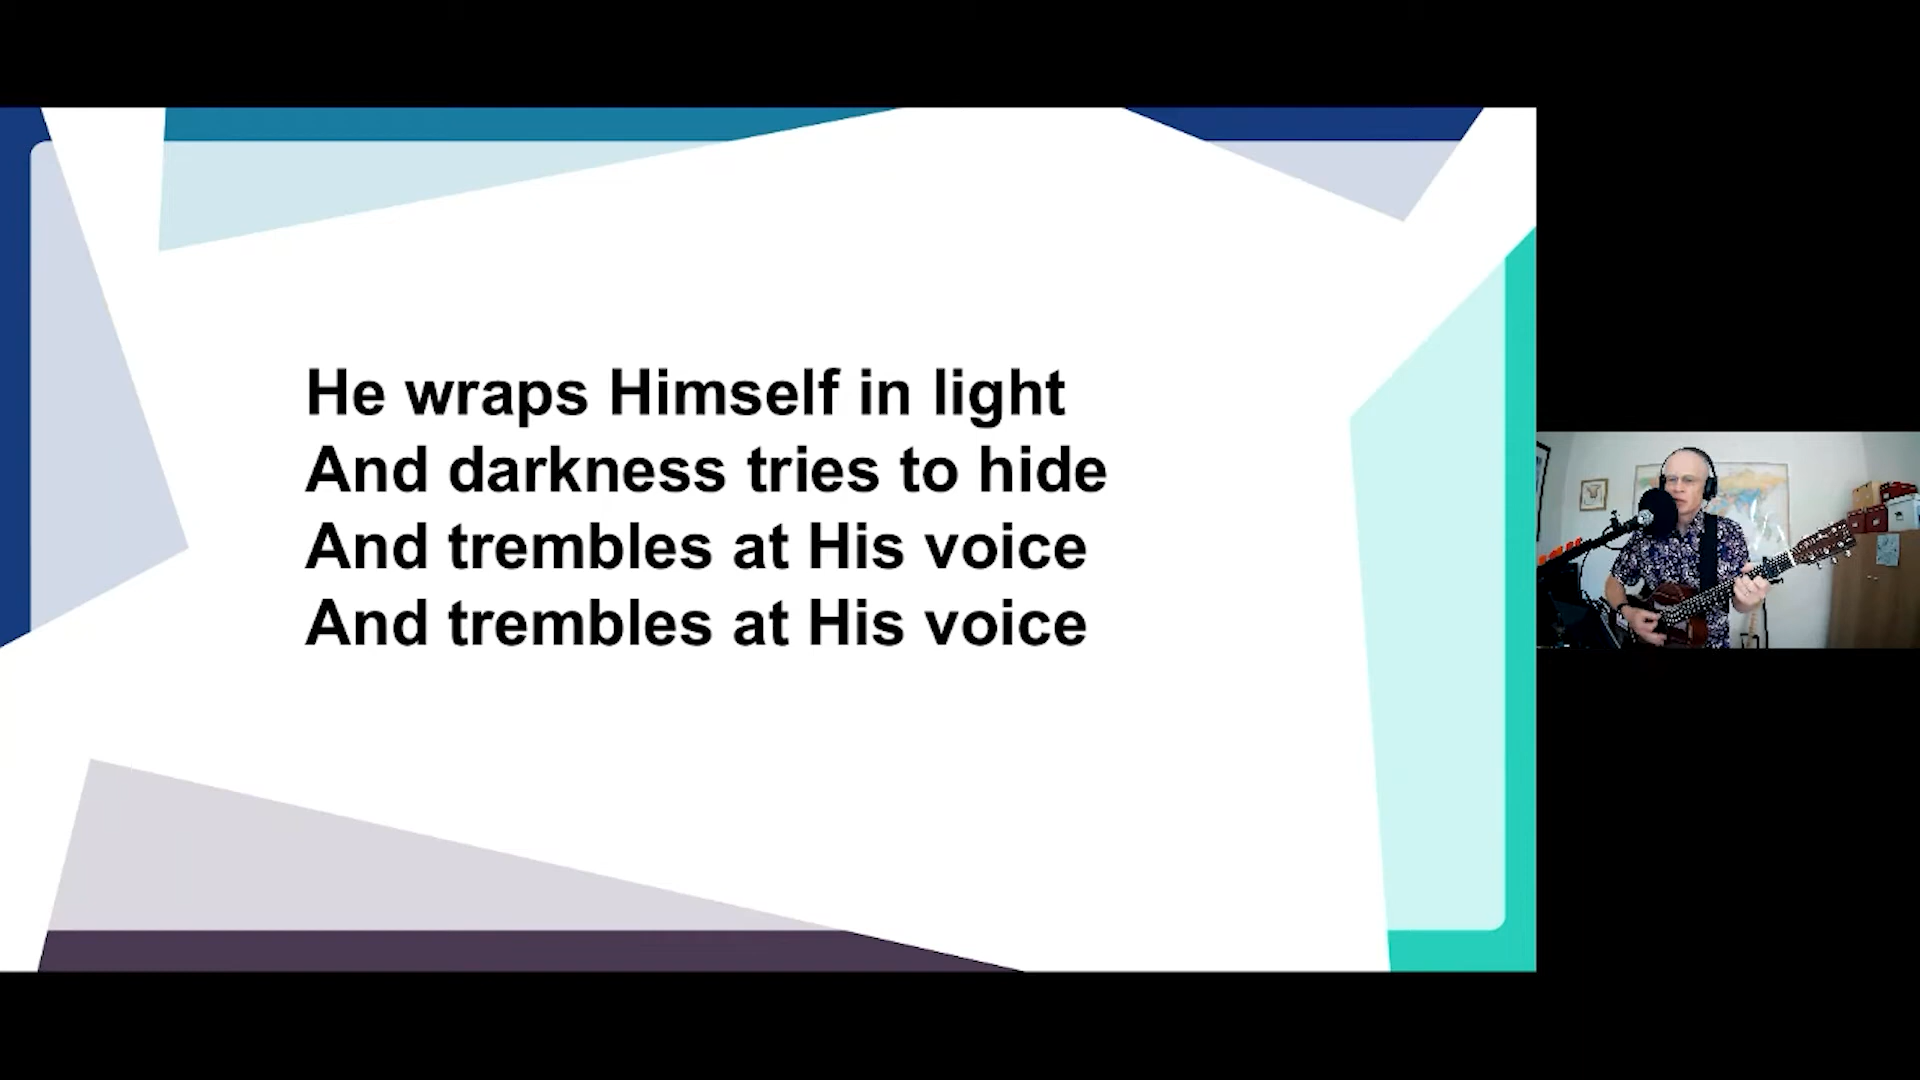 He wraps Himself in light
And darkness tries to hide
And trembles at His voice
And trembles at His voice